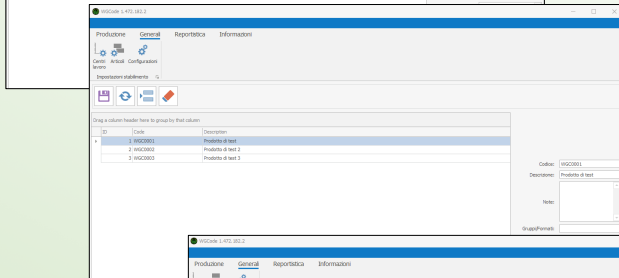 WGCode 1.472.182.2
Produzione Generali Reportistica Informazioni
Centri lavoro Articoli Configurazioni
Impostazioni stabilimento
Drag a column header here to group by that column
ID Code Description
1 WGC0001 Prodotto di test
2 WGC0002 Prodotto di test 2
3 WGC0003 Prodotto di test 3
Codice: WGC0001
Descrizione: Prodotto di test
Note:
Gruppi/Formati:
WGCode 1.472.182.2
Produzione Generali Reportistica Informazioni